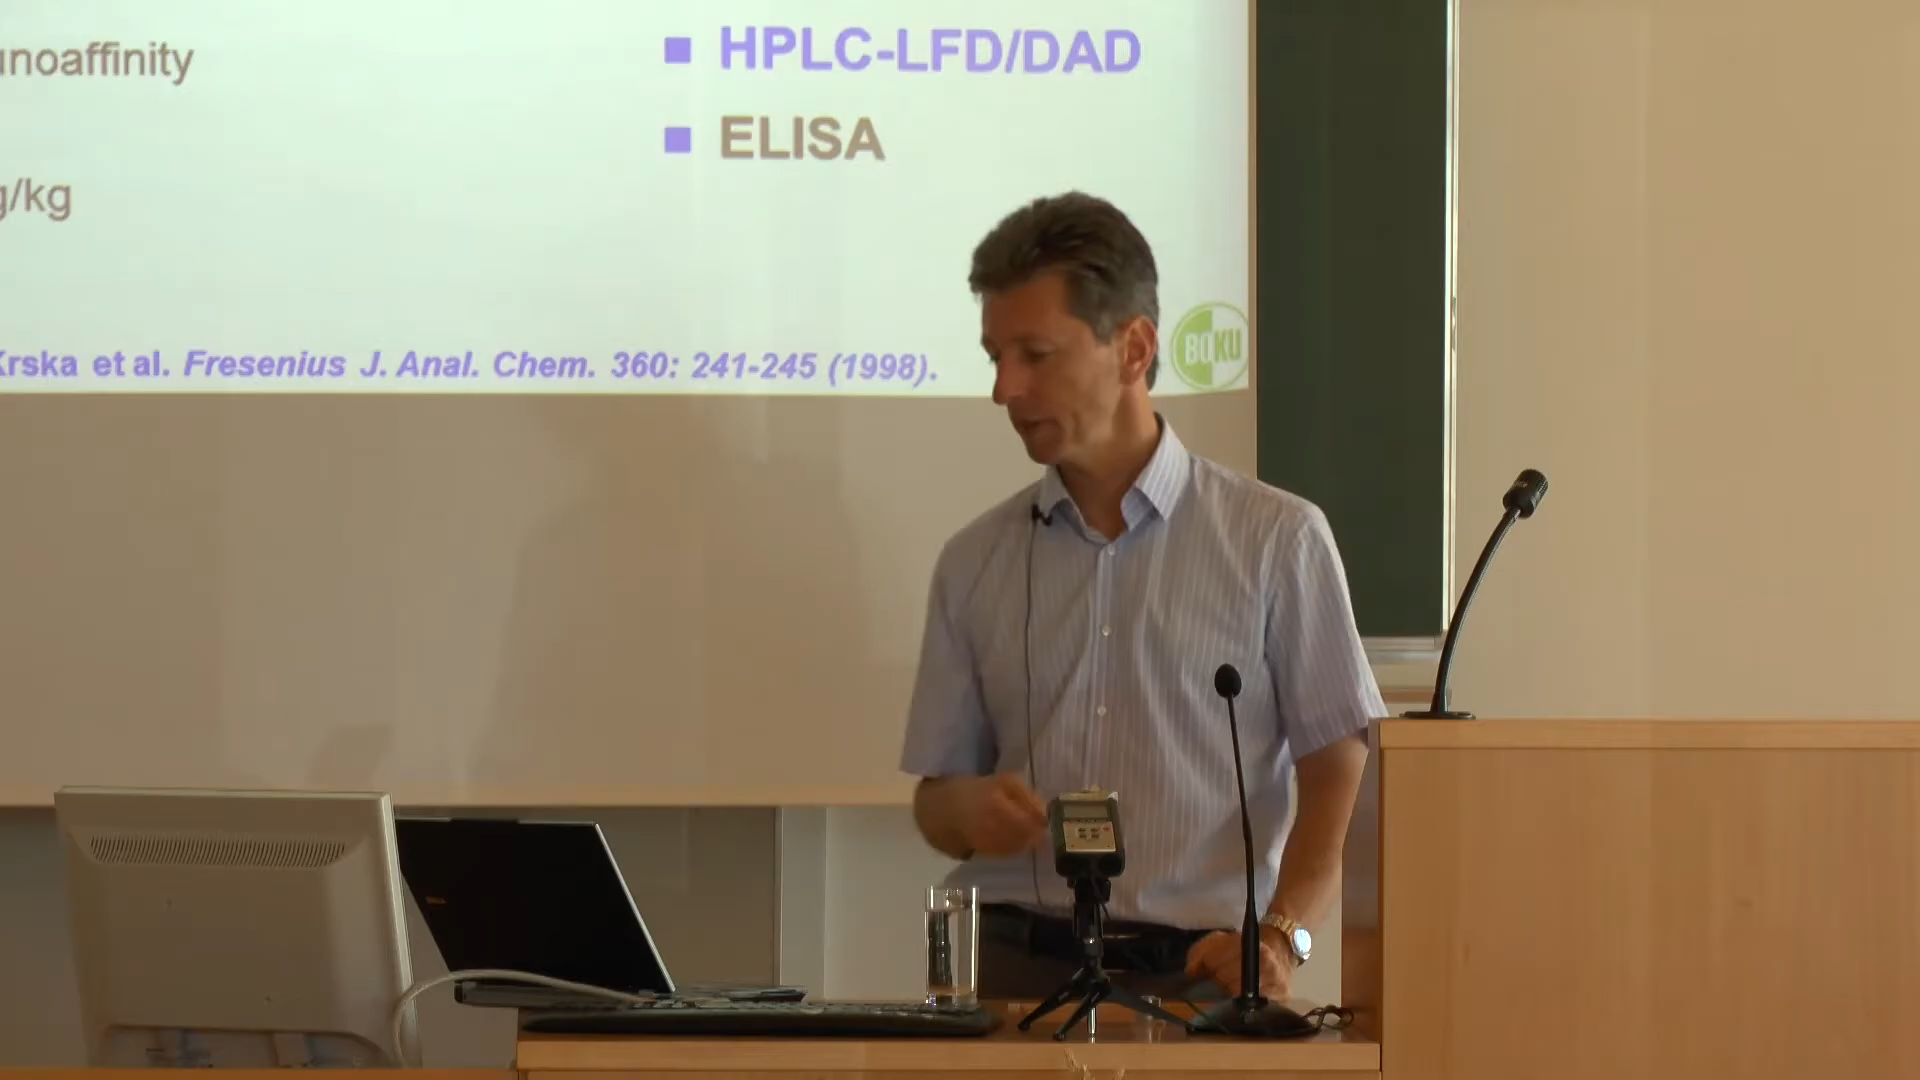 HPLC-LFD/DAD
unoaffinity
ELISA
g/kg
Krska et al. Fresenius J. Anal. Chem. 360: 241-245 (1998).
BOKU